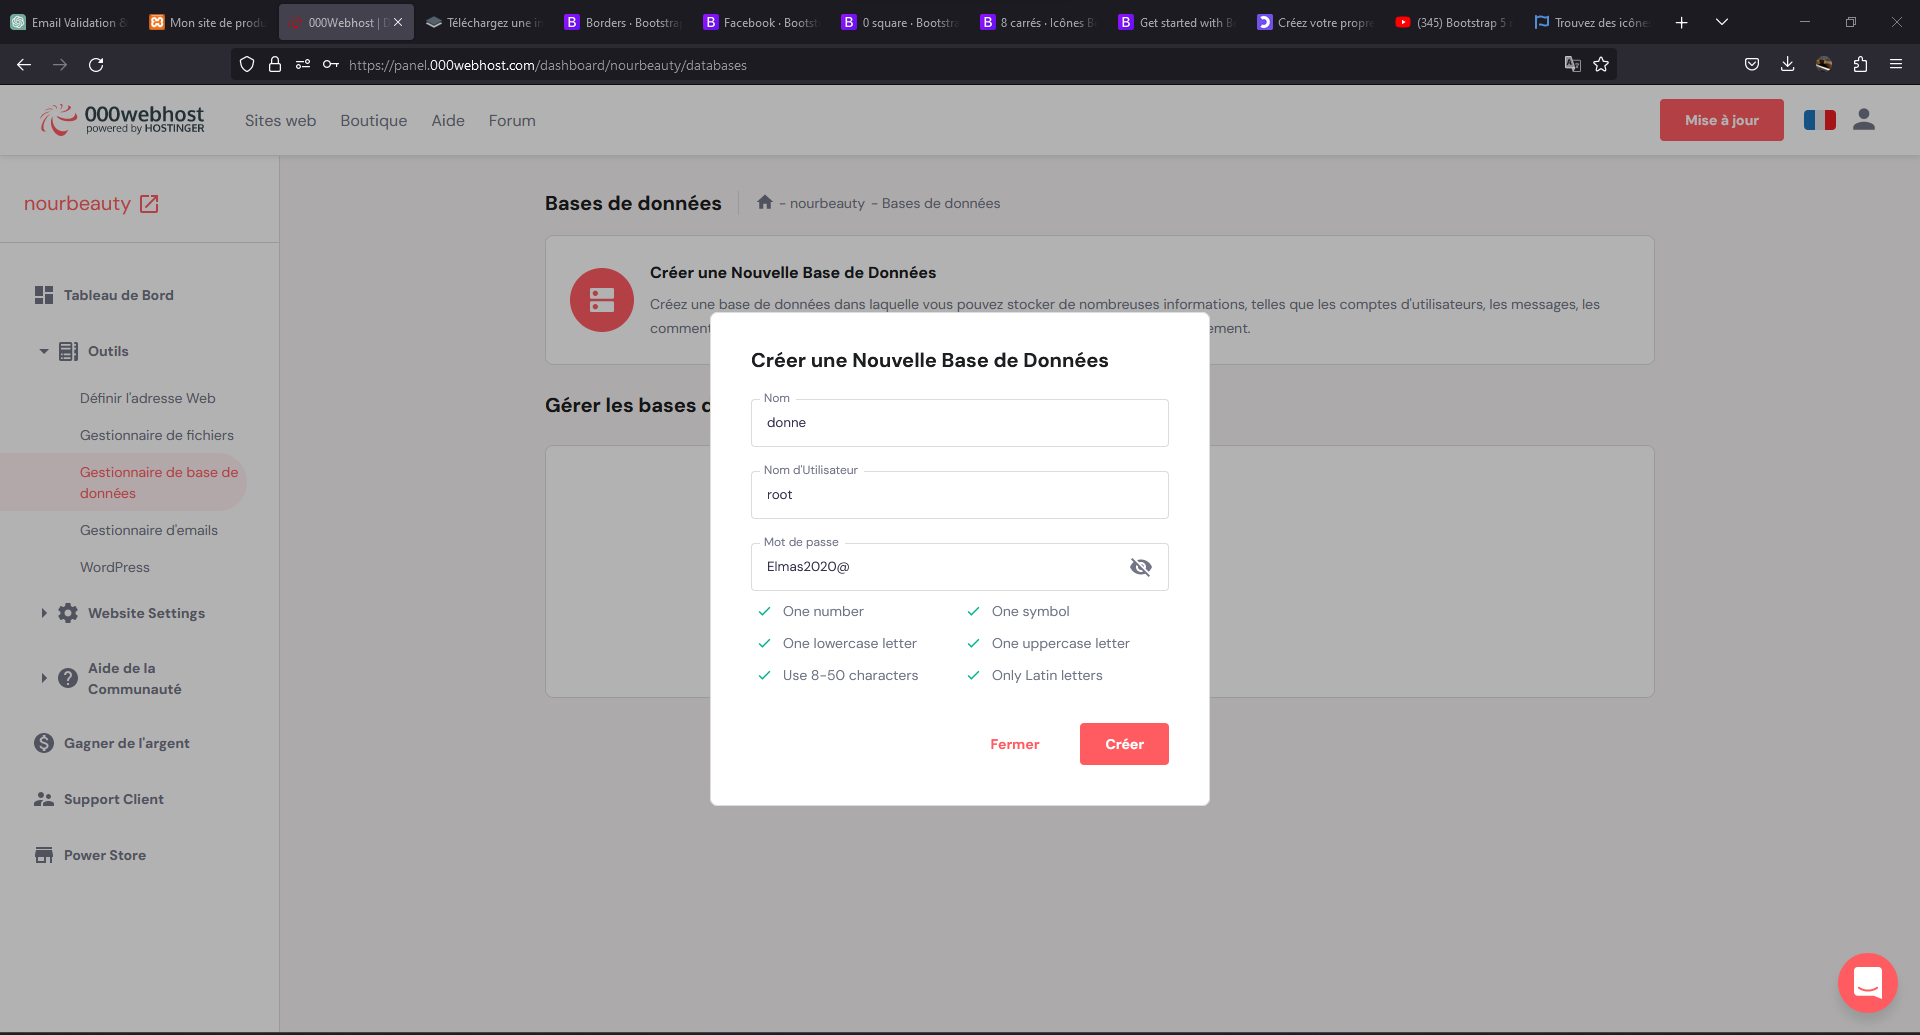 Email Validation &
Mon site de produ
000Webhost | D
Téléchargez une in
Borders · Bootstrap
Facebook · Bootst
0 square · Bootstra
8 carrés · Icônes B
Get started with B
Créez votre propre
(345) Bootstrap 5
Trouvez des icône
https://panel.000webhost.com/dashboard/nourbeauty/databases
000webhost
powered by HOSTINGER
Sites web
Boutique
Aide
Forum
Mise à jour
nourbeauty
Bases de données
- nourbeauty - Bases de données
Créer une Nouvelle Base de Données
Créez une base de données dans laquelle vous pouvez stocker de nombreuses informations, telles que les comptes d'utilisateurs, les messages, les
comment
ement.
Gérer les bases d
Tableau de Bord
Outils
Définir l'adresse Web
Gestionnaire de fichiers
Gestionnaire de base de
données
Gestionnaire d'emails
WordPress
Website Settings
Aide de la
Communauté
Gagner de l'argent
Support Client
Power Store
Créer une Nouvelle Base de Données
Nom
donne
Nom d'Utilisateur
root
Mot de passe
Elmas2020@
One number
One symbol
One lowercase letter
One uppercase letter
Use 8-50 characters
Only Latin letters
Fermer
Créer